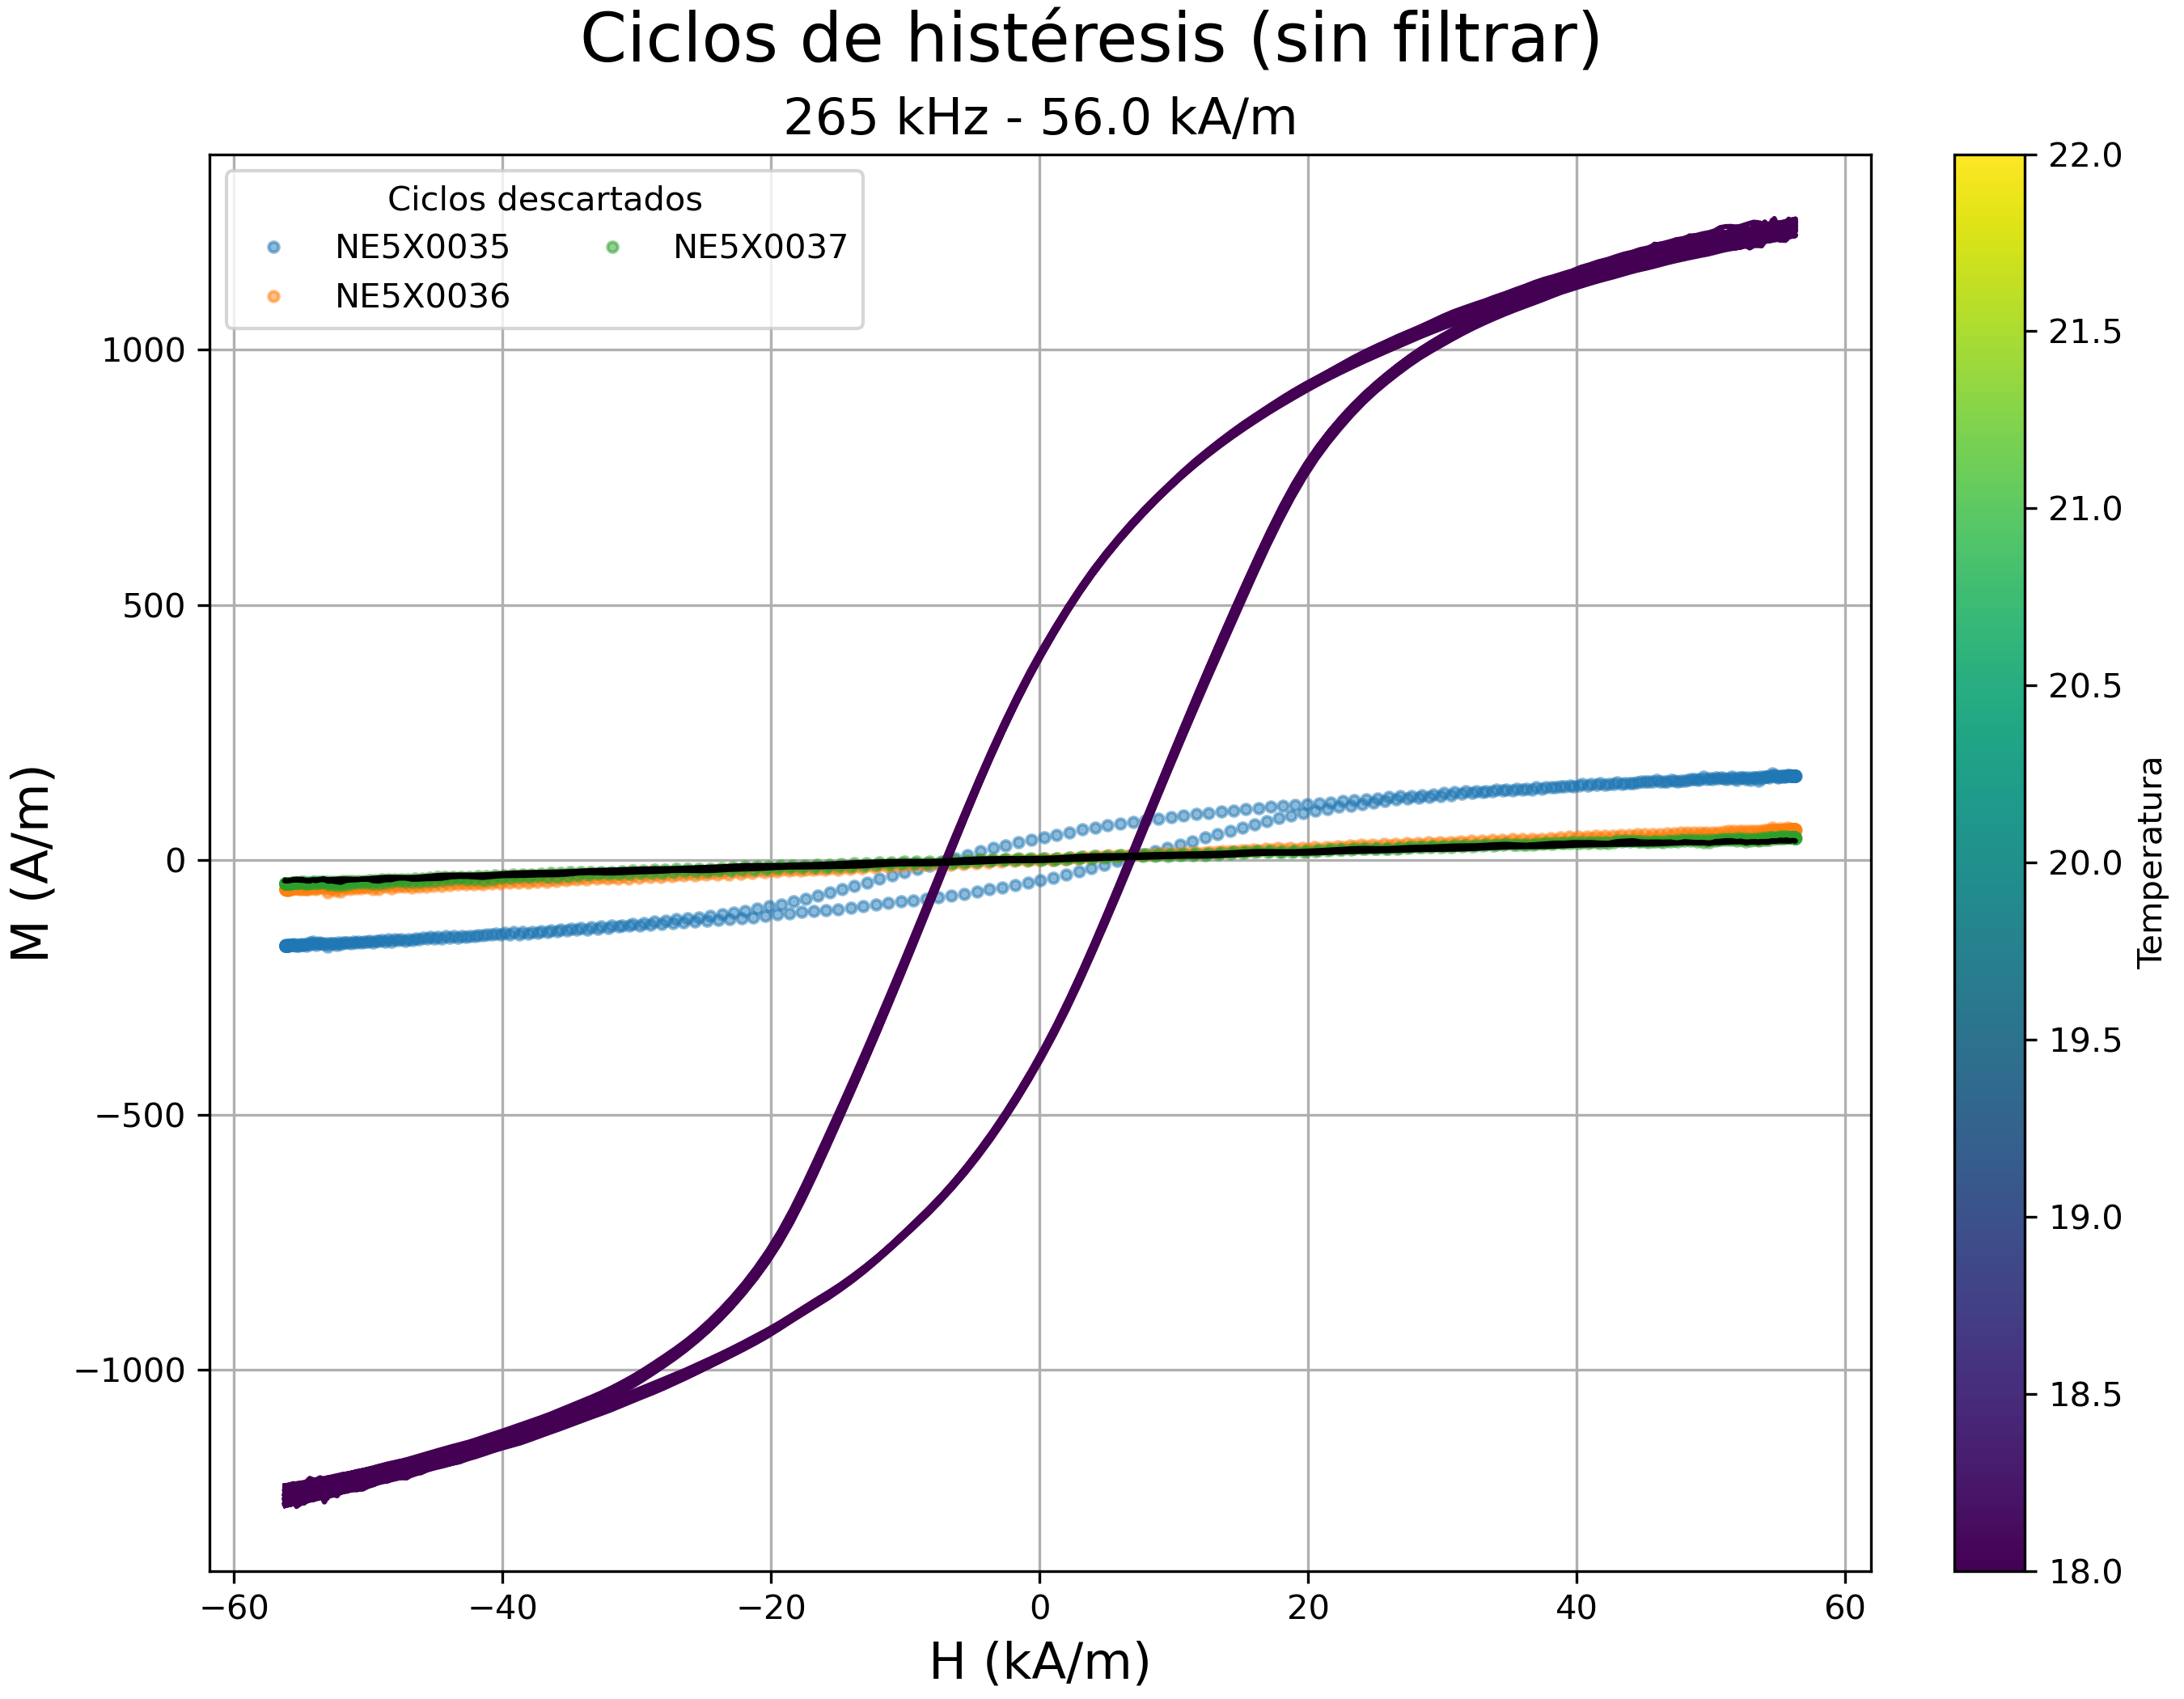 Ciclos de histéresis (sin filtrar)
265 kHz - 56.0 kA/m
Ciclos descartados
NE5X0035
NE5X0036
NE5X0037
M (A/m)
1000
500
0
−500
−1000
−60
−40
−20
0
20
40
60
H (kA/m)
22.0
21.5
21.0
20.5
20.0
19.5
19.0
18.5
18.0
Temperatura